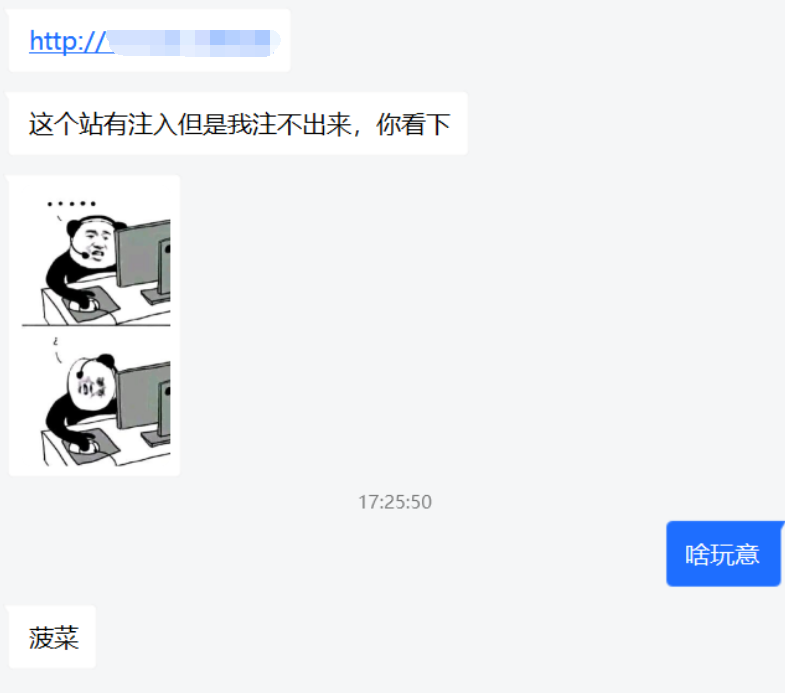 http://
这个站有注入但是我注不出来，你看下
.....
¿
17:25:50
啥玩意
菠菜